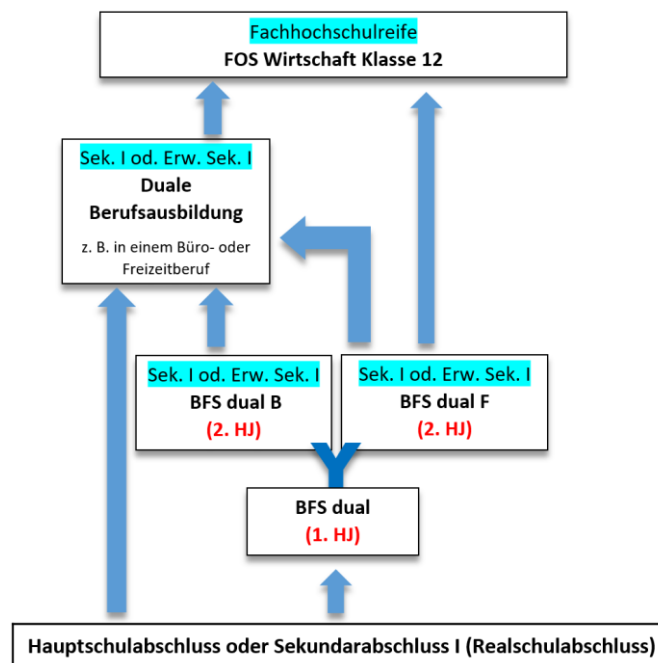 Fachhochschulreife
FOS Wirtschaft Klasse 12
Sek. I od. Erw. Sek. I
Duale
Berufsausbildung
z. B. in einem Büro- oder
Freizeitberuf
Sek. I od. Erw. Sek. I
BFS dual B
(2. HJ)
Sek. I od. Erw. Sek. I
BFS dual F
(2. HJ)
Y
BFS dual
(1. HJ)
Hauptschulabschluss oder Sekundarabschluss I (Realschulabschluss)